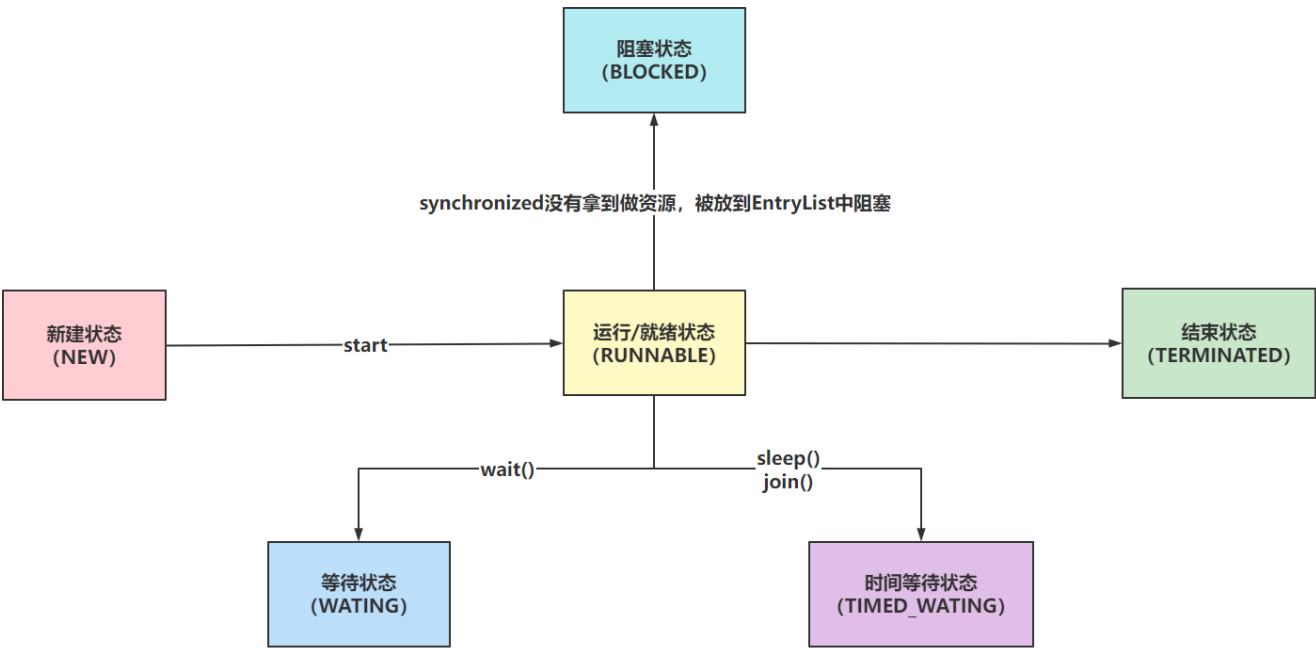 阻塞状态
（BLOCKED）
synchronized没有拿到做资源，被放到EntryList中阻塞
新建状态
（NEW）
start
运行/就绪状态
（RUNNABLE）
结束状态
（TERMINATED）
wait()
sleep()
join()
等待状态
（WATING）
时间等待状态
（TIMED_WATING）